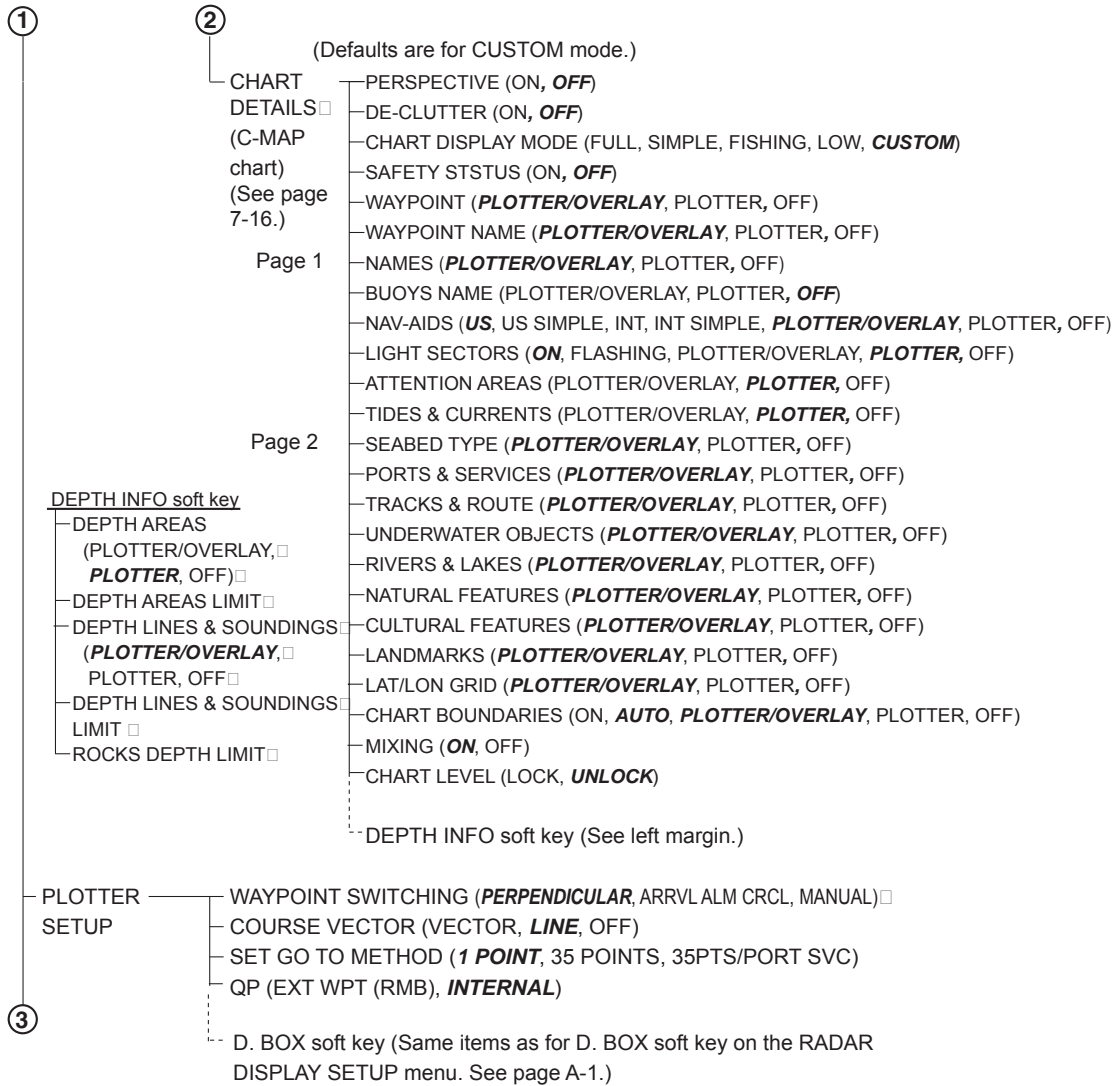 1
2
(Defaults are for CUSTOM mode.)
CHART
DETAILS
(C-MAP
chart)
(See page
7-16.)
PERSPECTIVE (ON, OFF)
DE-CLUTTER (ON, OFF)
CHART DISPLAY MODE (FULL, SIMPLE, FISHING, LOW, CUSTOM)
SAFETY STSTUS (ON, OFF)
WAYPOINT (PLOTTER/OVERLAY, PLOTTER, OFF)
WAYPOINT NAME (PLOTTER/OVERLAY, PLOTTER, OFF)
Page 1
NAMES (PLOTTER/OVERLAY, PLOTTER, OFF)
BUOYS NAME (PLOTTER/OVERLAY, PLOTTER, OFF)
NAV-AIDS (US, US SIMPLE, INT, INT SIMPLE, PLOTTER/OVERLAY, PLOTTER, OFF)
LIGHT SECTORS (ON, FLASHING, PLOTTER/OVERLAY, PLOTTER, OFF)
ATTENTION AREAS (PLOTTER/OVERLAY, PLOTTER, OFF)
TIDES & CURRENTS (PLOTTER/OVERLAY, PLOTTER, OFF)
Page 2
SEABED TYPE (PLOTTER/OVERLAY, PLOTTER, OFF)
PORTS & SERVICES (PLOTTER/OVERLAY, PLOTTER, OFF)
TRACKS & ROUTE (PLOTTER/OVERLAY, PLOTTER, OFF)
UNDERWATER OBJECTS (PLOTTER/OVERLAY, PLOTTER, OFF)
RIVERS & LAKES (PLOTTER/OVERLAY, PLOTTER, OFF)
NATURAL FEATURES (PLOTTER/OVERLAY, PLOTTER, OFF)
CULTURAL FEATURES (PLOTTER/OVERLAY, PLOTTER, OFF)
LANDMARKS (PLOTTER/OVERLAY, PLOTTER, OFF)
LAT/LON GRID (PLOTTER/OVERLAY, PLOTTER, OFF)
CHART BOUNDARIES (ON, AUTO, PLOTTER/OVERLAY, PLOTTER, OFF)
MIXING (ON, OFF)
CHART LEVEL (LOCK, UNLOCK)
DEPTH INFO soft key (See left margin.)
DEPTH INFO soft key
DEPTH AREAS
(PLOTTER/OVERLAY,
PLOTTER, OFF)
DEPTH AREAS LIMIT
DEPTH LINES & SOUNDINGS
(PLOTTER/OVERLAY,
PLOTTER, OFF
DEPTH LINES & SOUNDINGS
LIMIT
ROCKS DEPTH LIMIT
PLOTTER
SETUP
WAYPOINT SWITCHING (PERPENDICULAR, ARRVL ALM CRCL, MANUAL)
COURSE VECTOR (VECTOR, LINE, OFF)
SET GO TO METHOD (1 POINT, 35 POINTS, 35PTS/PORT SVC)
QP (EXT WPT (RMB), INTERNAL)
D. BOX soft key (Same items as for D. BOX soft key on the RADAR
DISPLAY SETUP menu. See page A-1.)
3